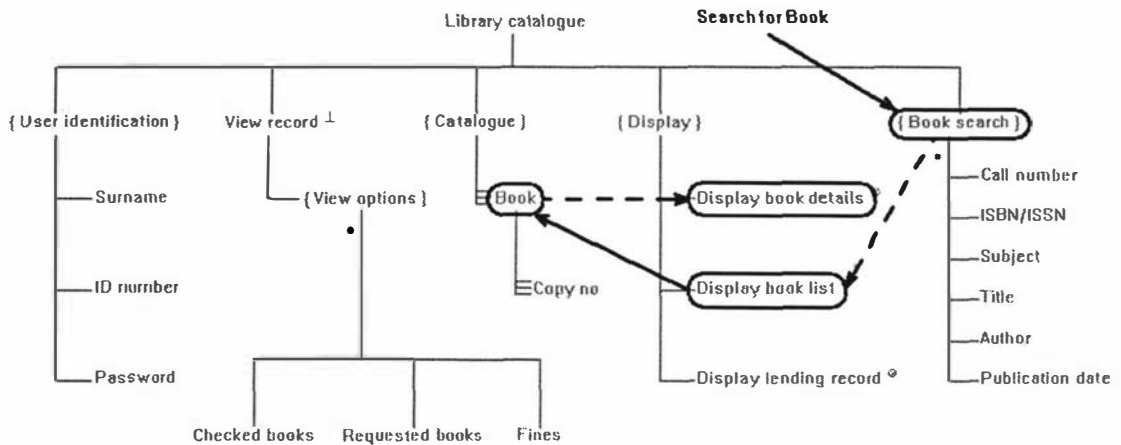 Library catalogue
Search for Book
{ User identification }
View record ⊥
{ Catalogue }
{ Display }
{ Book search }
Surname
{ View options }
Book
Display book details
Call number
ISBN/ISSN
Subject
ID number
Copy no
Display book list
Title
Author
Password
Display lending record
Publication date
Checked books
Requested books
Fines